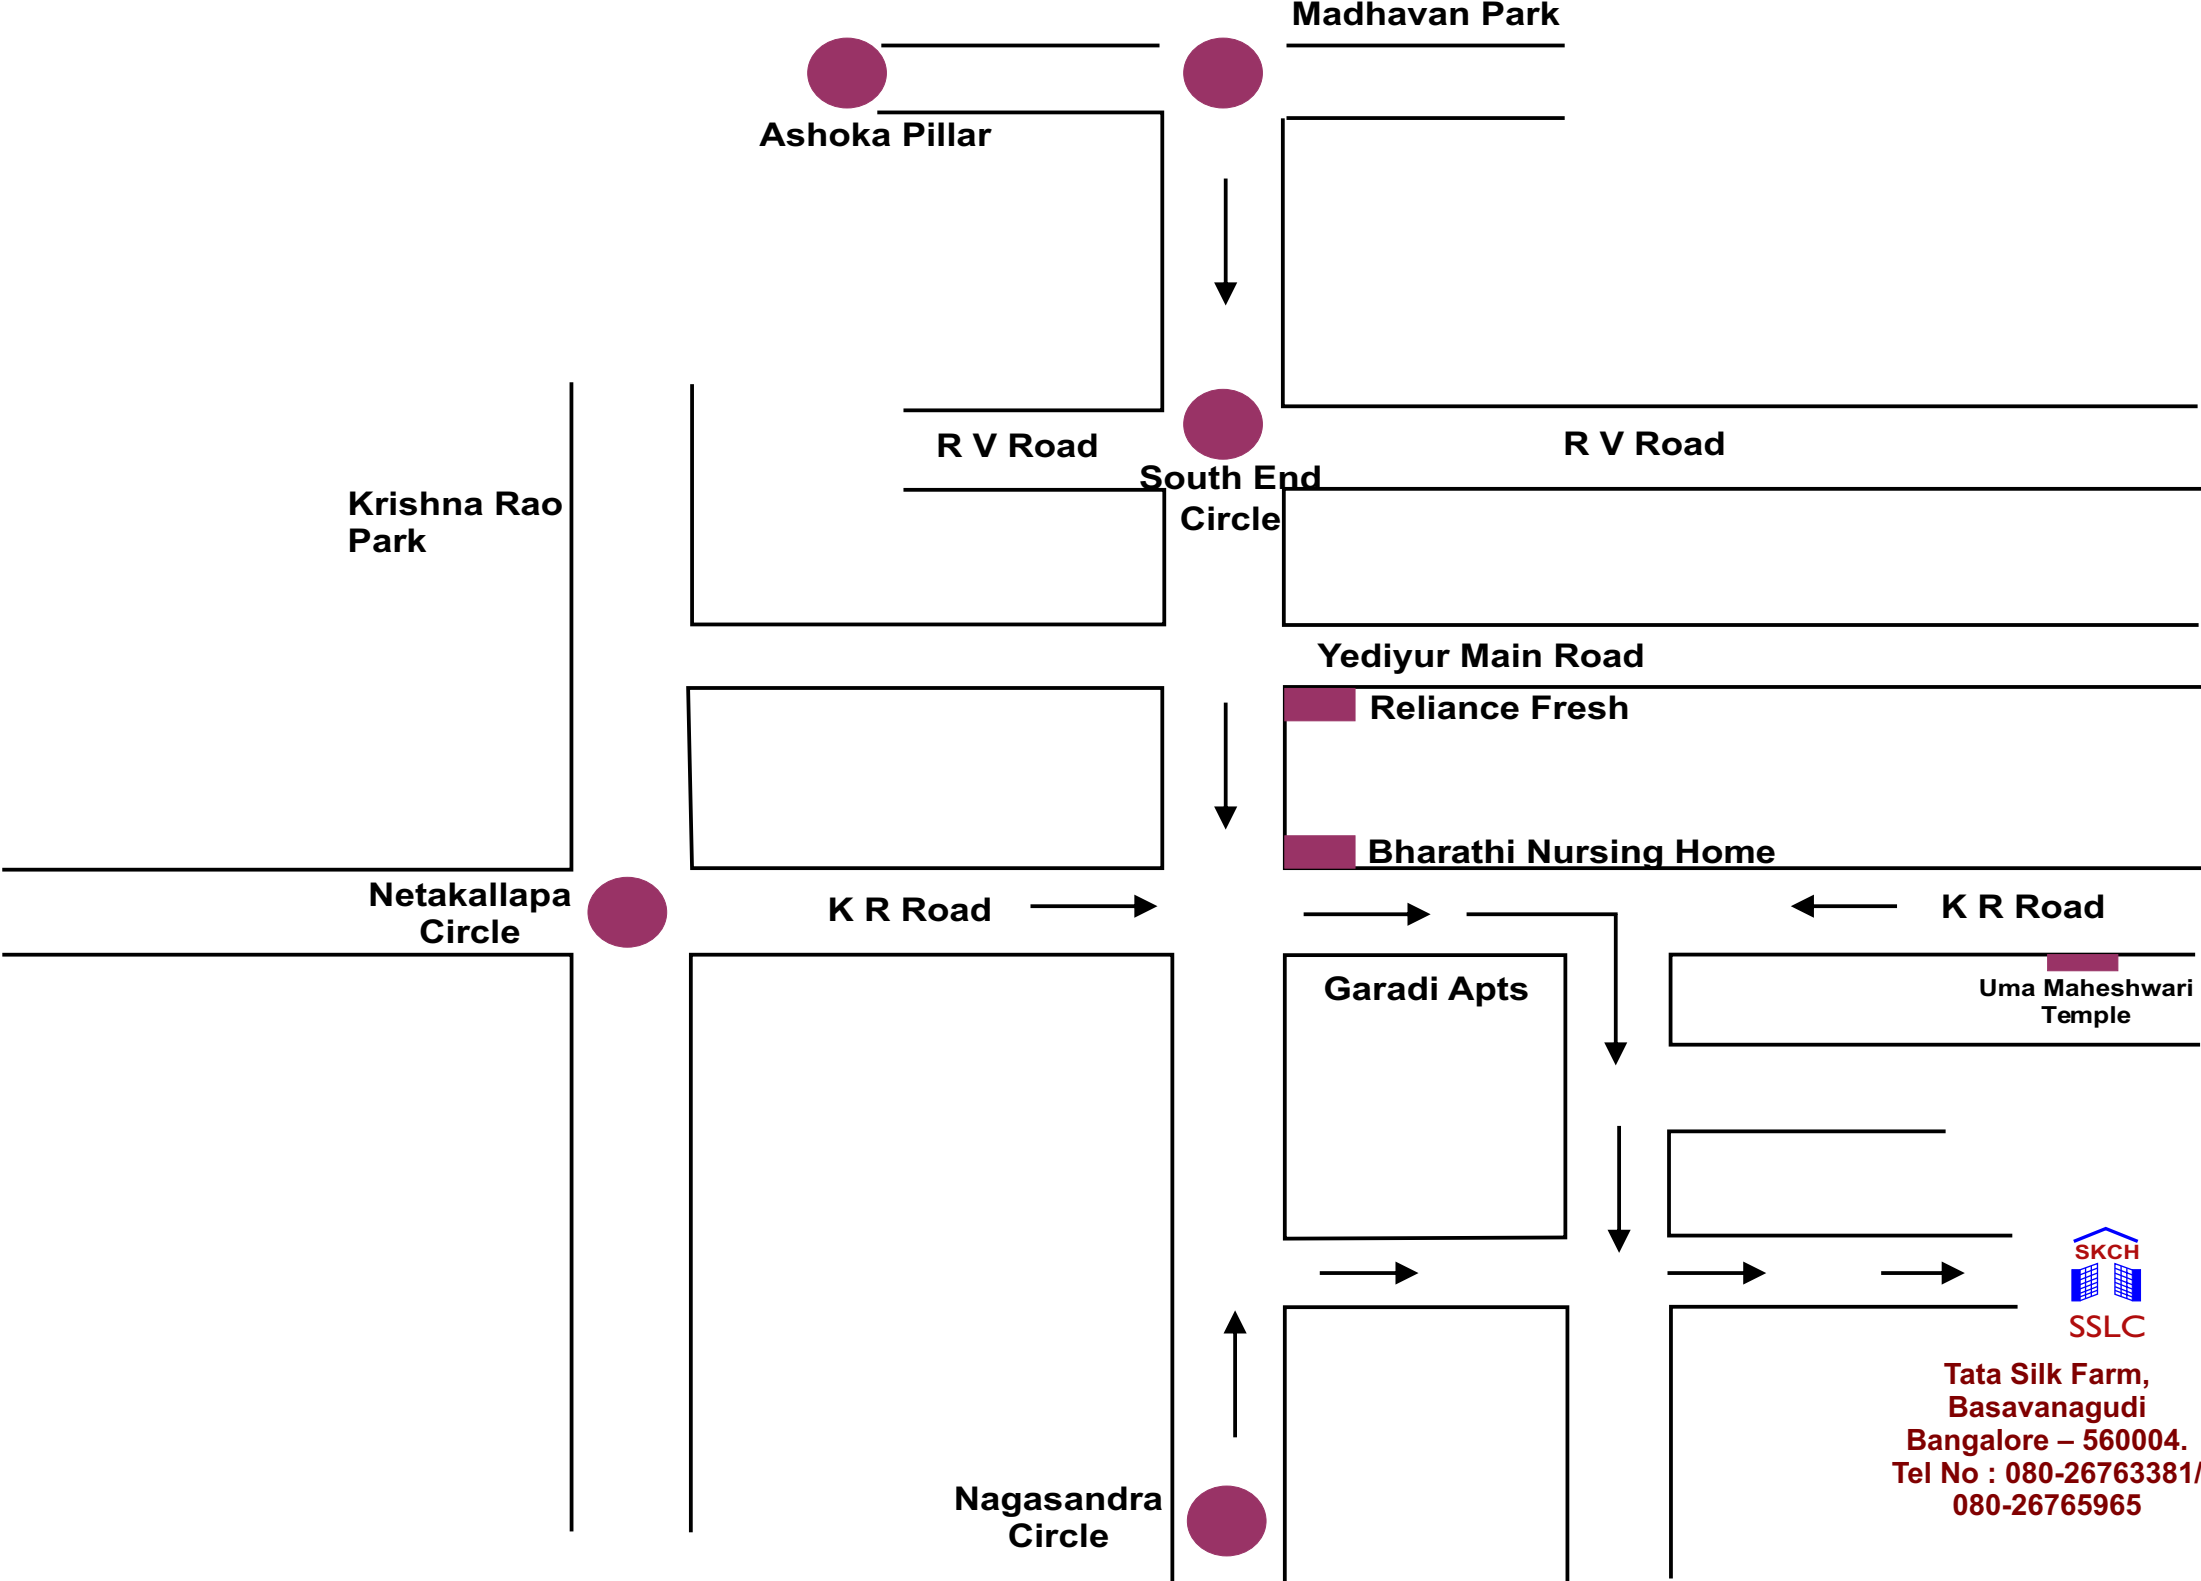 Madhavan Park
Ashoka Pillar
R V Road
R V Road
South End
Circle
Krishna Rao
Park
Yediyur Main Road
Reliance Fresh
Bharathi Nursing Home
Netakallapa
Circle
K R Road
K R Road
Garadi Apts
Uma Maheshwari
Temple
SKCH
SSLC
Tata Silk Farm,
Basavanagudi
Bangalore – 560004.
Tel No : 080-26763381/
080-26765965
Nagasandra
Circle